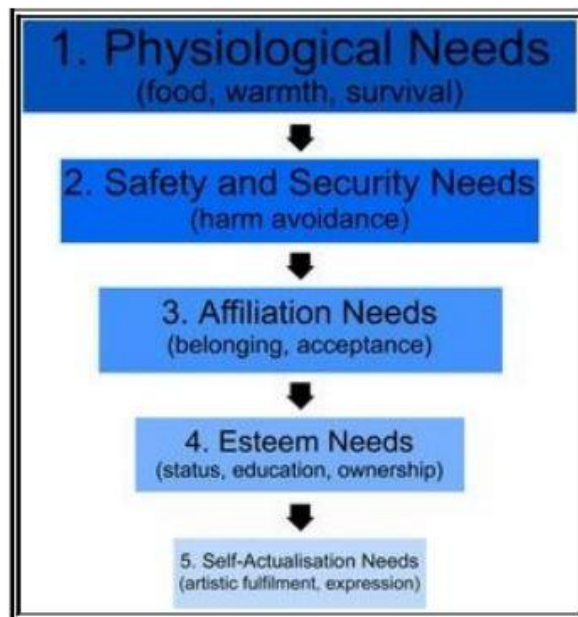 1. Physiological Needs
(food, warmth, survival)
2. Safety and Security Needs
(harm avoidance)
3. Affiliation Needs
(belonging, acceptance)
4. Esteem Needs
(status, education, ownership)
5. Self-Actualisation Needs
(artistic fulfilment, expression)